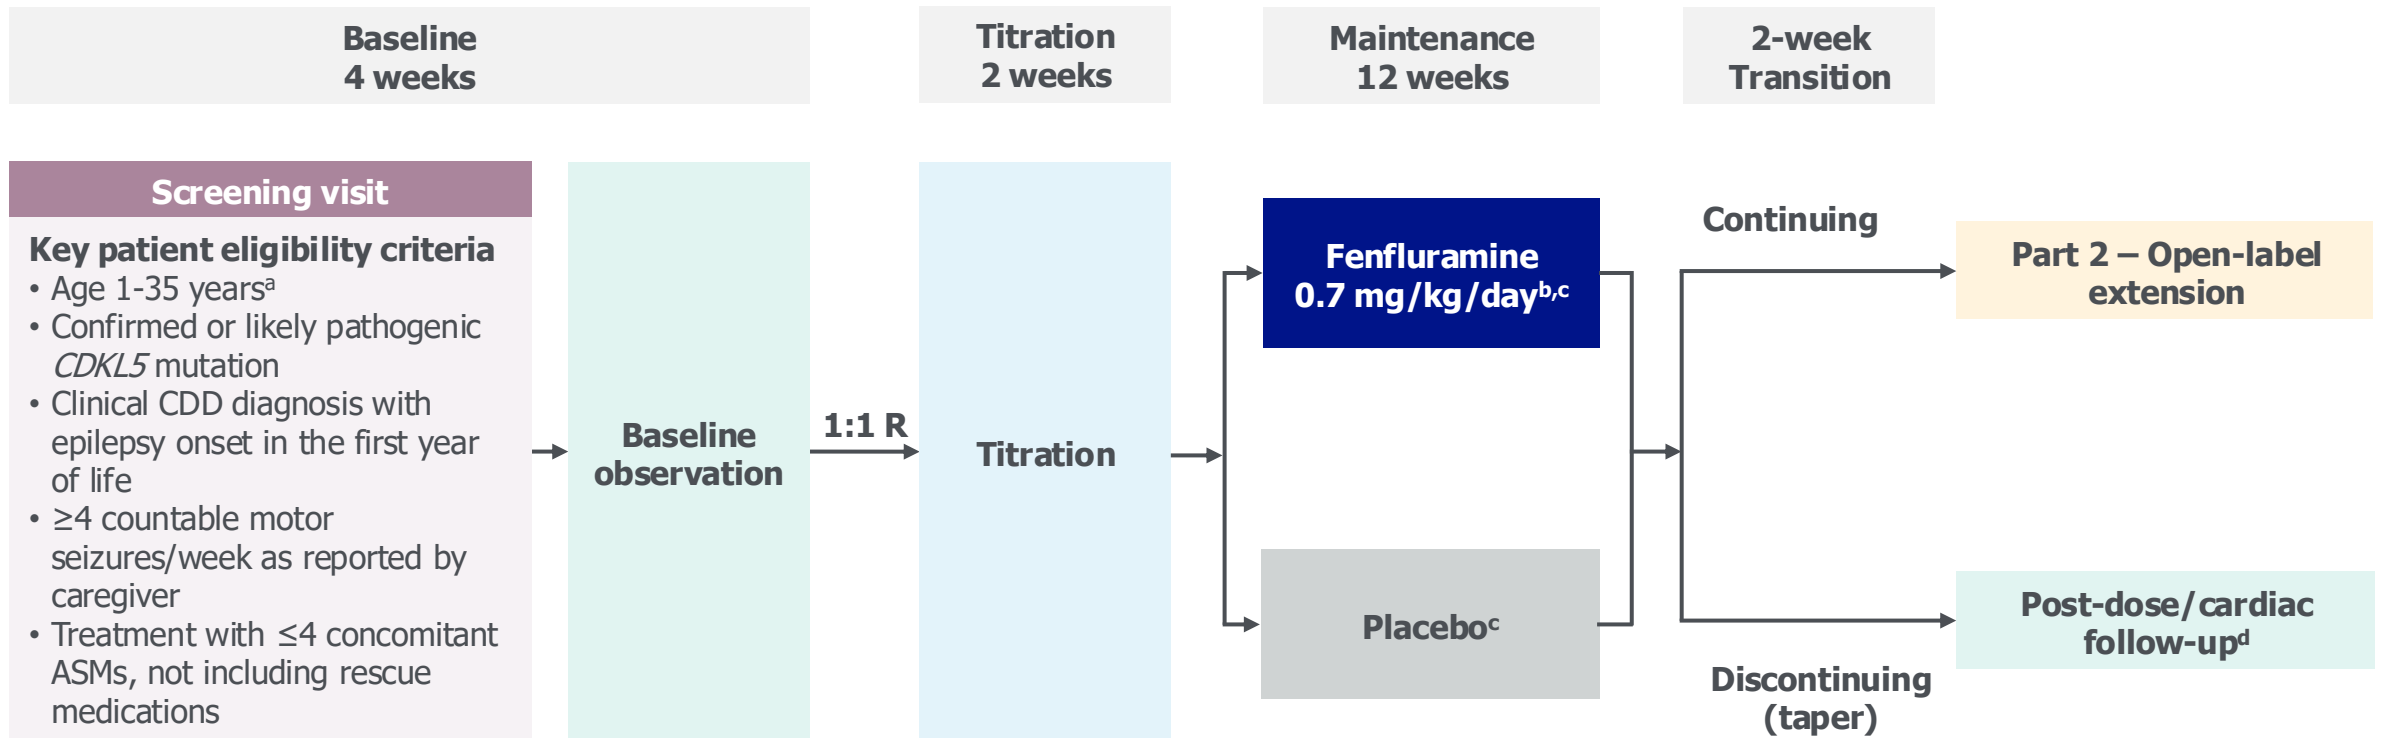 Baseline
4 weeks
Titration
2 weeks
Maintenance
12 weeks
2-week
Transition
Screening visit
Key patient eligibility criteria
• Age 1-35 yearsᵃ
• Confirmed or likely pathogenic
CDKL5 mutation
• Clinical CDD diagnosis with
epilepsy onset in the first year
of life
• ≥4 countable motor
seizures/week as reported by
caregiver
• Treatment with ≤4 concomitant
ASMs, not including rescue
medications
Baseline
observation
1:1 R
Titration
Fenfluramine
0.7 mg/kg/dayᵇ,ᶜ
Placeboᶜ
Continuing
Part 2 – Open-label
extension
Post-dose/cardiac
follow-upᵈ
Discontinuing
(taper)